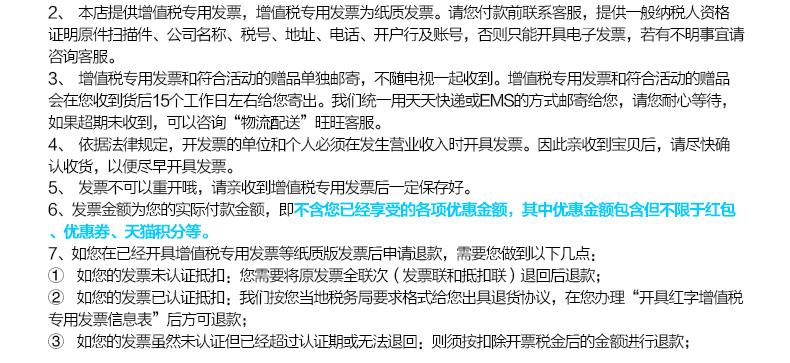 2、 本店提供增值税专用发票，增值税专用发票为纸质发票。请您付款前联系客服，提供一般纳税人资格
证明原件扫描件、公司名称、税号、地址、电话、开户行及账号，否则只能开具电子发票，若有不明事宜请
咨询客服。
3、 增值税专用发票和符合活动的赠品单独邮寄，不随电视一起收到。增值税专用发票和符合活动的赠品
会在您收到货后15个工作日左右给您寄出。我们统一用天天快递或EMS的方式邮寄给您，请您耐心等待，
如果超期未收到，可以咨询“物流配送”旺旺客服。
4、 依据法律规定，开发票的单位和个人必须在发生营业收入时开具发票。因此亲收到宝贝后，请尽快确
认收货，以便尽早开具发票。
5、 发票不可以重开哦，请亲收到增值税专用发票后一定保存好。
6、发票金额为您的实际付款金额，即不含您已经享受的各项优惠金额，其中优惠金额包含但不限于红包
、优惠券、天猫积分等。
7、如您在已经开具增值税专用发票等纸质版发票后申请退款，需要您做到以下几点：
① 如您的发票未认证抵扣：您需要将原发票全联次（发票联和抵扣联）退回后退款；
② 如您的发票已认证抵扣：我们按您当地税务局要求格式给您出具退货协议，在您办理“开具红字增值税
专用发票信息表”后方可退款；
③ 如您的发票虽然未认证但已经超过认证期或无法退回：则须按扣除开票税金后的金额进行退款；